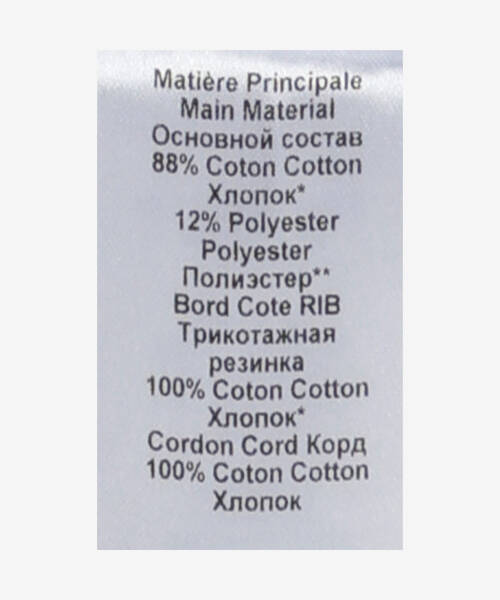 Matière Principale
Main Material
Основной состав
88% Coton Cotton
Хлопок*
12% Polyester
Polyester
Полиэстер**
Bord Cote RIB
Трикотажная
резинка
100% Coton Cotton
Хлопок*
Cordon Cord Корд
100% Coton Cotton
Хлопок